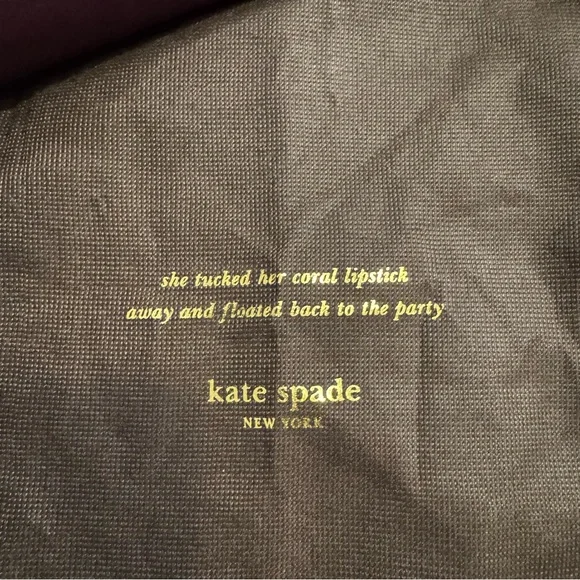 she tucked her coral lipstick
away and floated back to the party
kate spade
NEW YORK